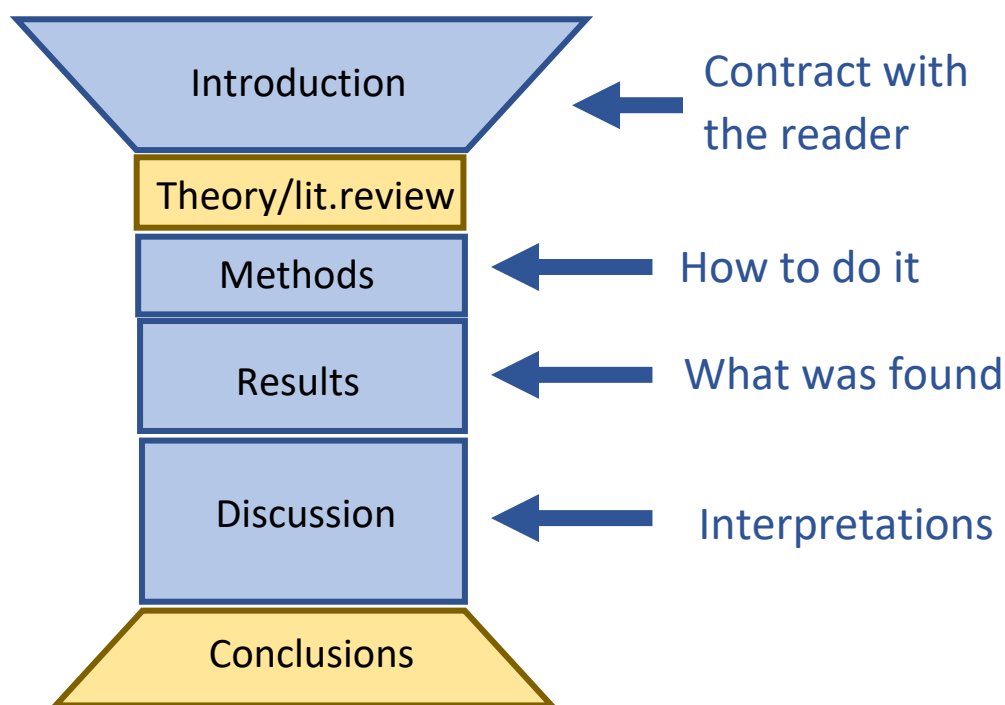 Introduction
Contract with
the reader
Theory/lit.review
Methods
How to do it
Results
What was found
Discussion
Interpretations
Conclusions